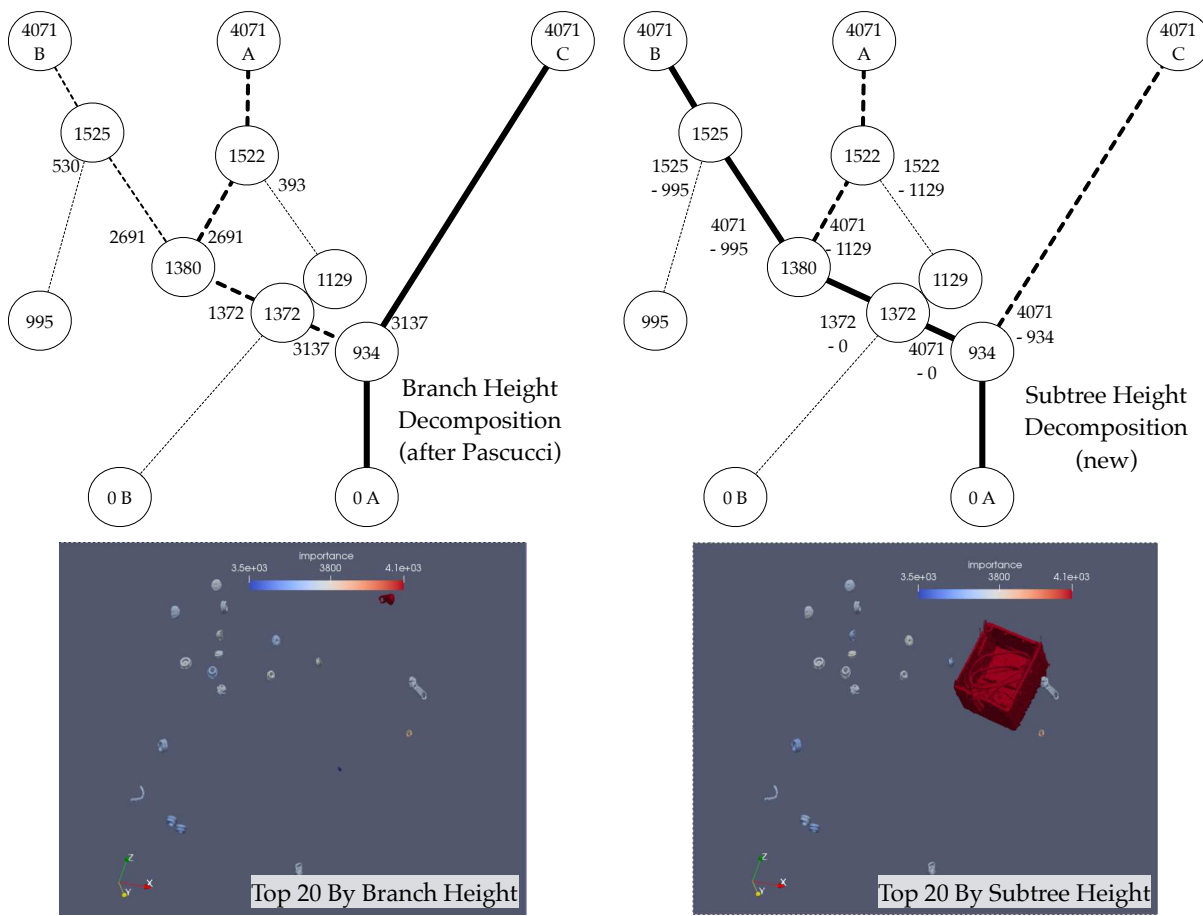 4071
B
4071
A
4071
C
1525
530
1522
393
2691
2691
1380
1129
995
1372
1372
3137
3137
934
Branch Height
Decomposition
(after Pascucci)
0 B
0 A
4071
B
4071
A
4071
C
1525
1525
- 995
1522
1522
- 1129
4071
- 995
4071
- 1129
1380
1129
995
1372
1372
- 0
4071
- 0
4071
- 934
934
Subtree Height
Decomposition
(new)
0 B
0 A
importance
3.5e+03 3800 4.1e+03
Z
X
Y
Top 20 By Branch Height
importance
3.5e+03 3800 4.1e+03
Z
X
Y
Top 20 By Subtree Height